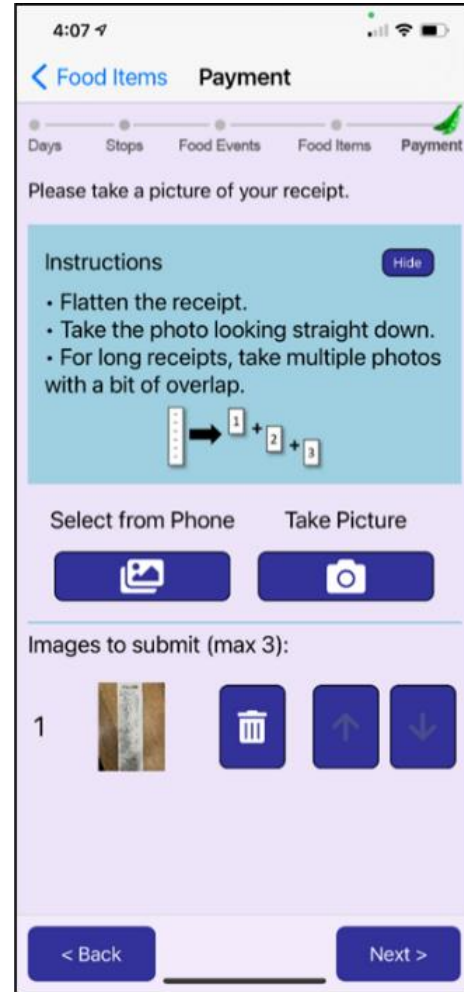 4:07
Food Items Payment
Days Stops Food Events Food Items Payment
Please take a picture of your receipt.
Instructions Hide
• Flatten the receipt.
• Take the photo looking straight down.
• For long receipts, take multiple photos
with a bit of overlap.
1 + 2 + 3
Select from Phone Take Picture
Images to submit (max 3):
1
< Back Next >